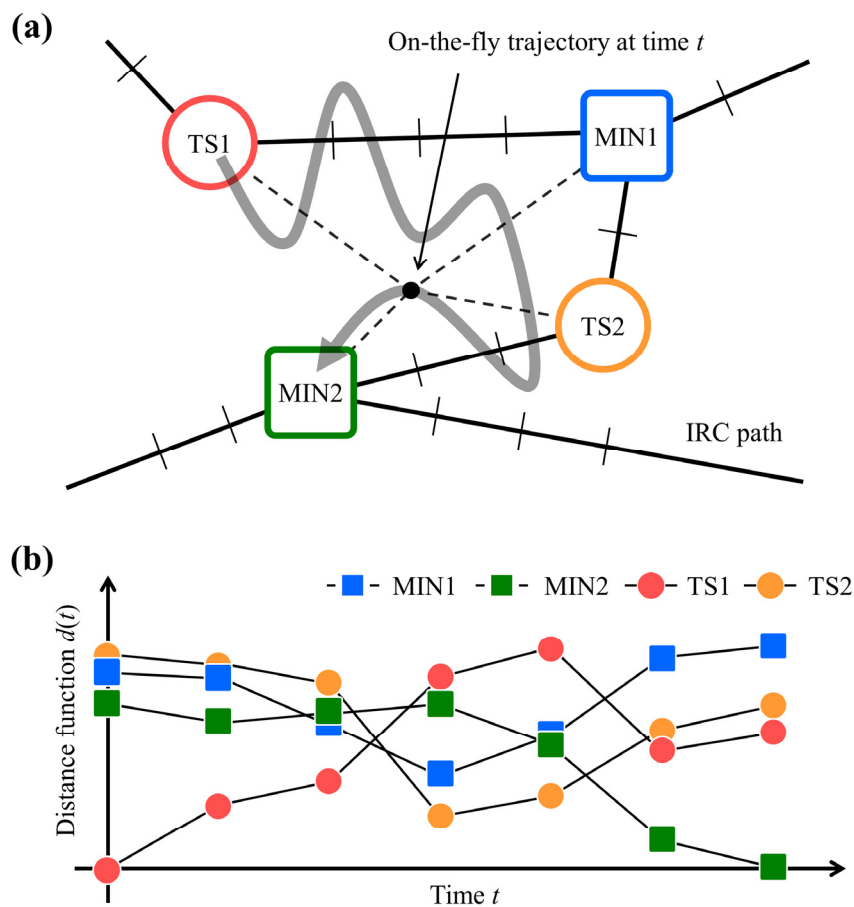 (a)
On-the-fly trajectory at time t
TS1
MIN1
TS2
MIN2
IRC path
(b)
MIN1 MIN2 TS1 TS2
Distance function d(t)
Time t